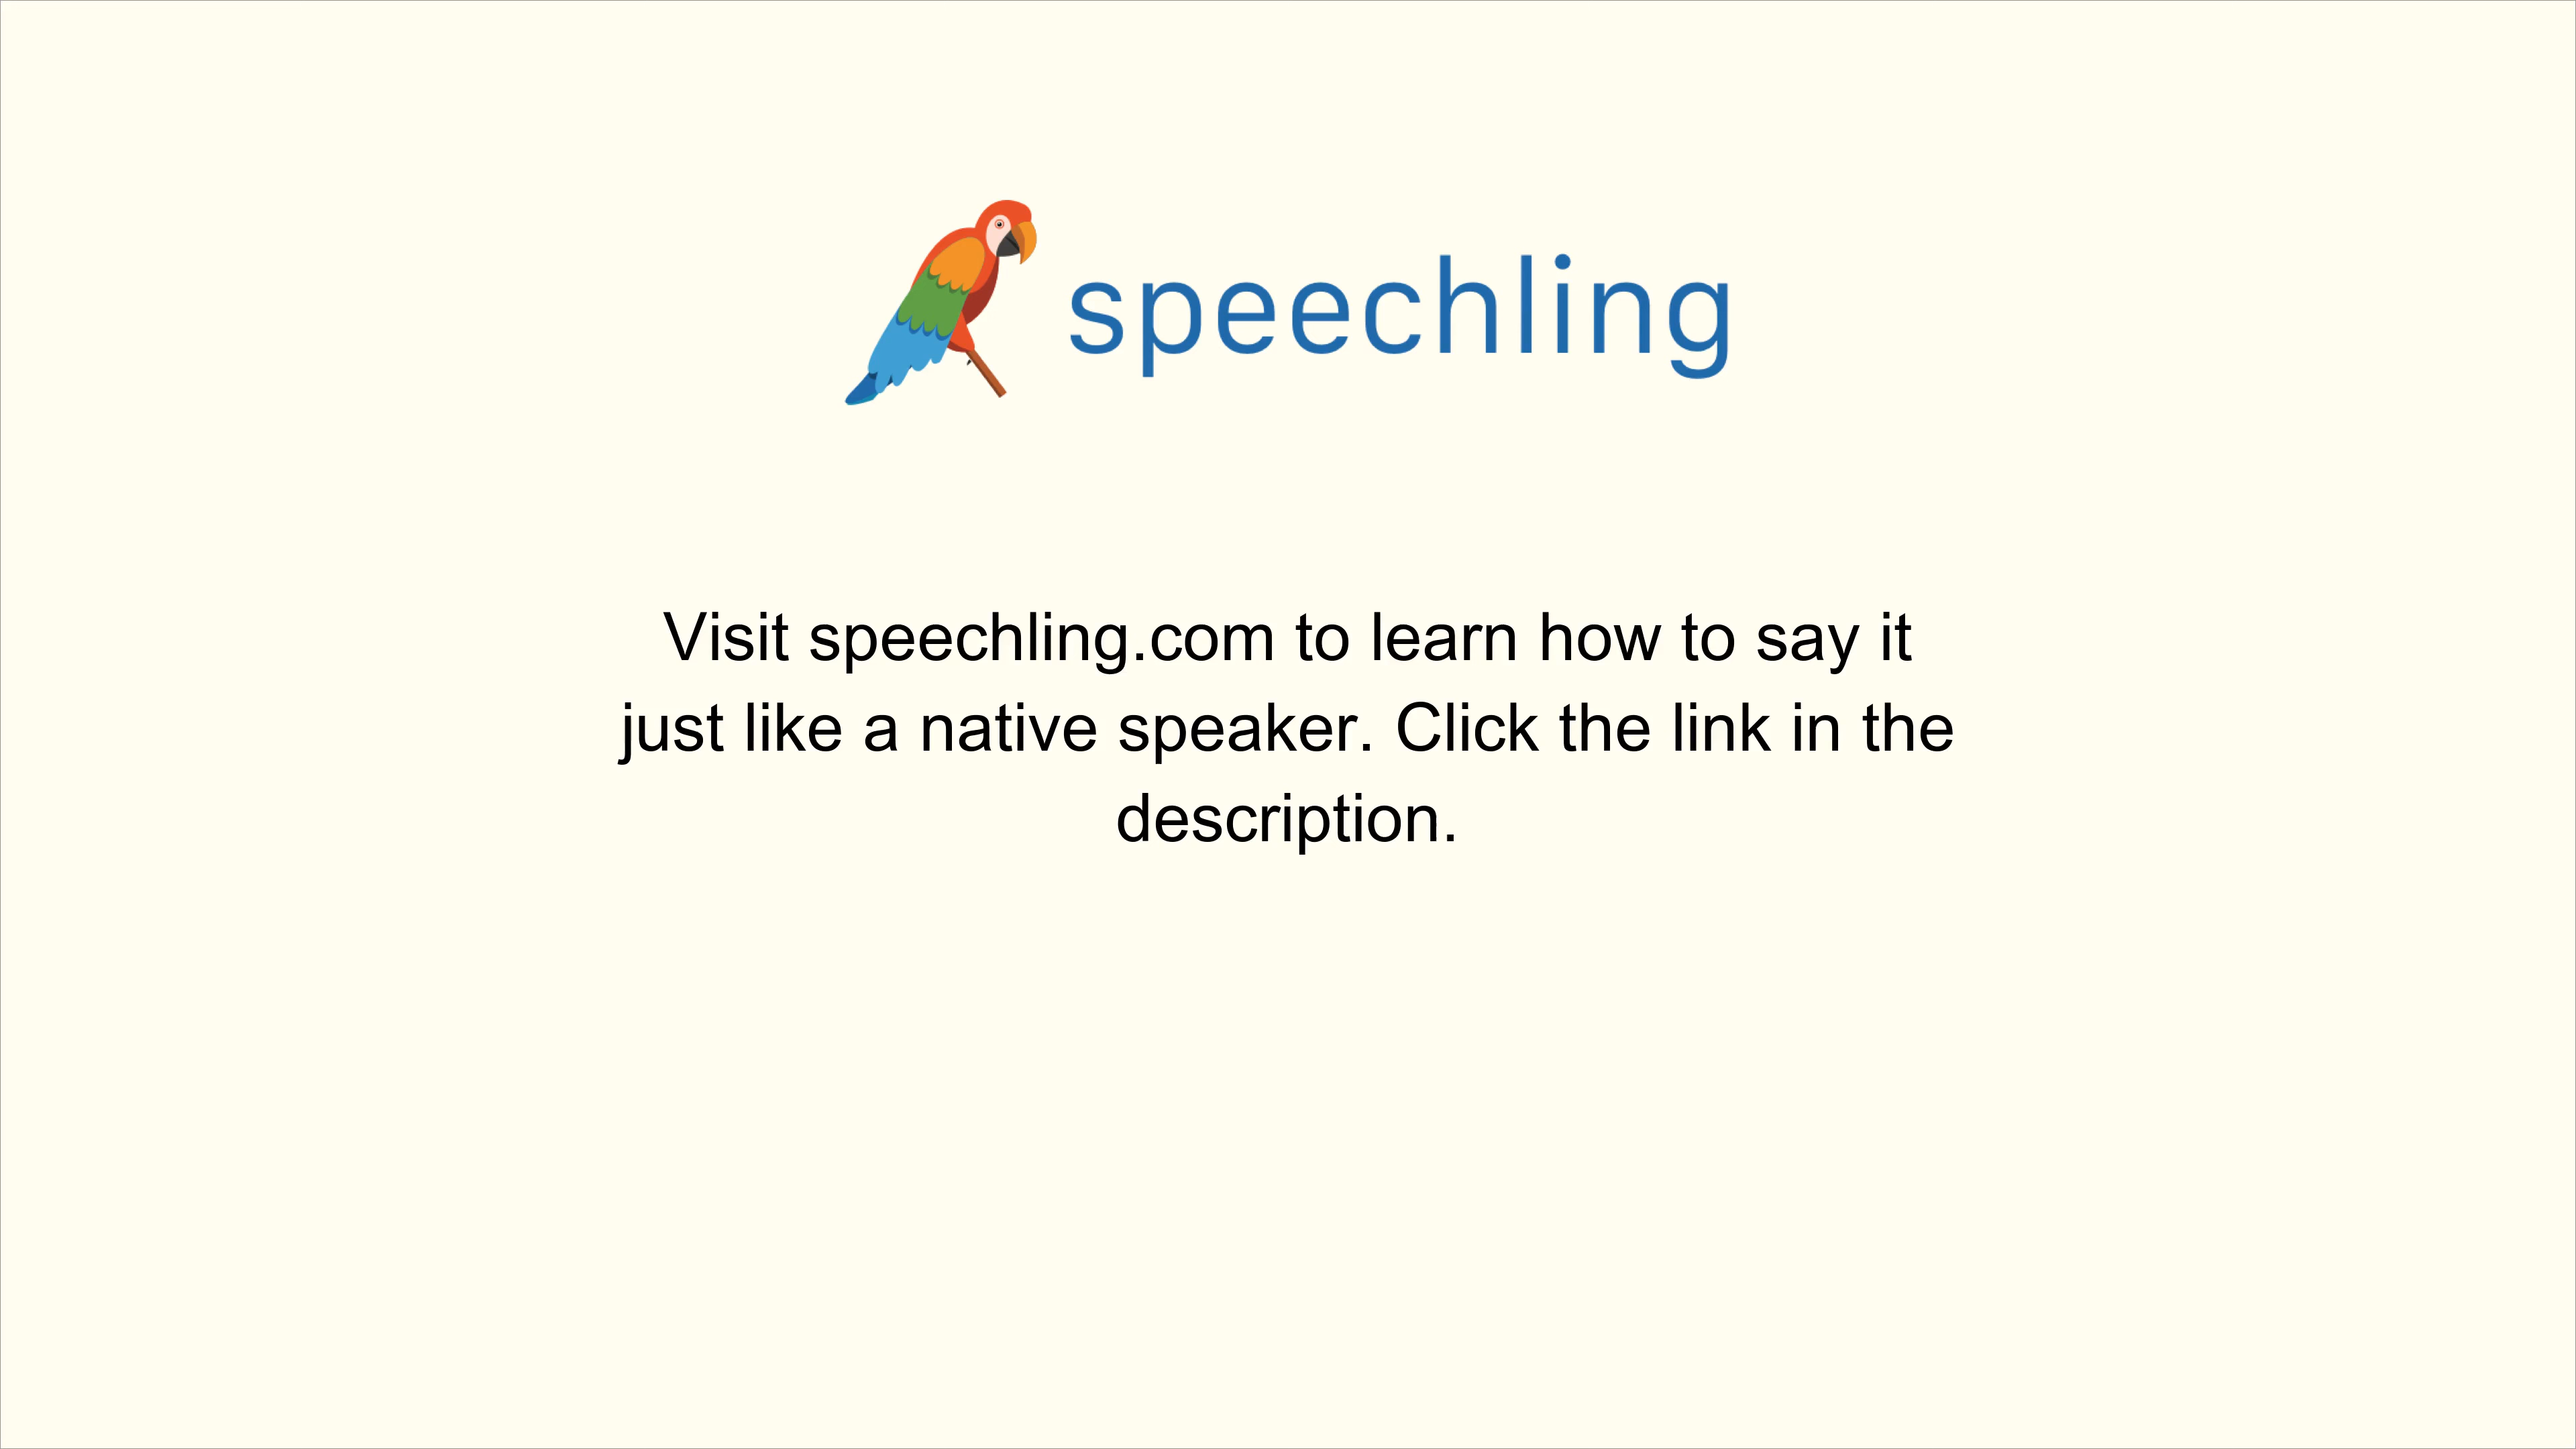 speechling
Visit speechling.com to learn how to say it
just like a native speaker. Click the link in the
description.